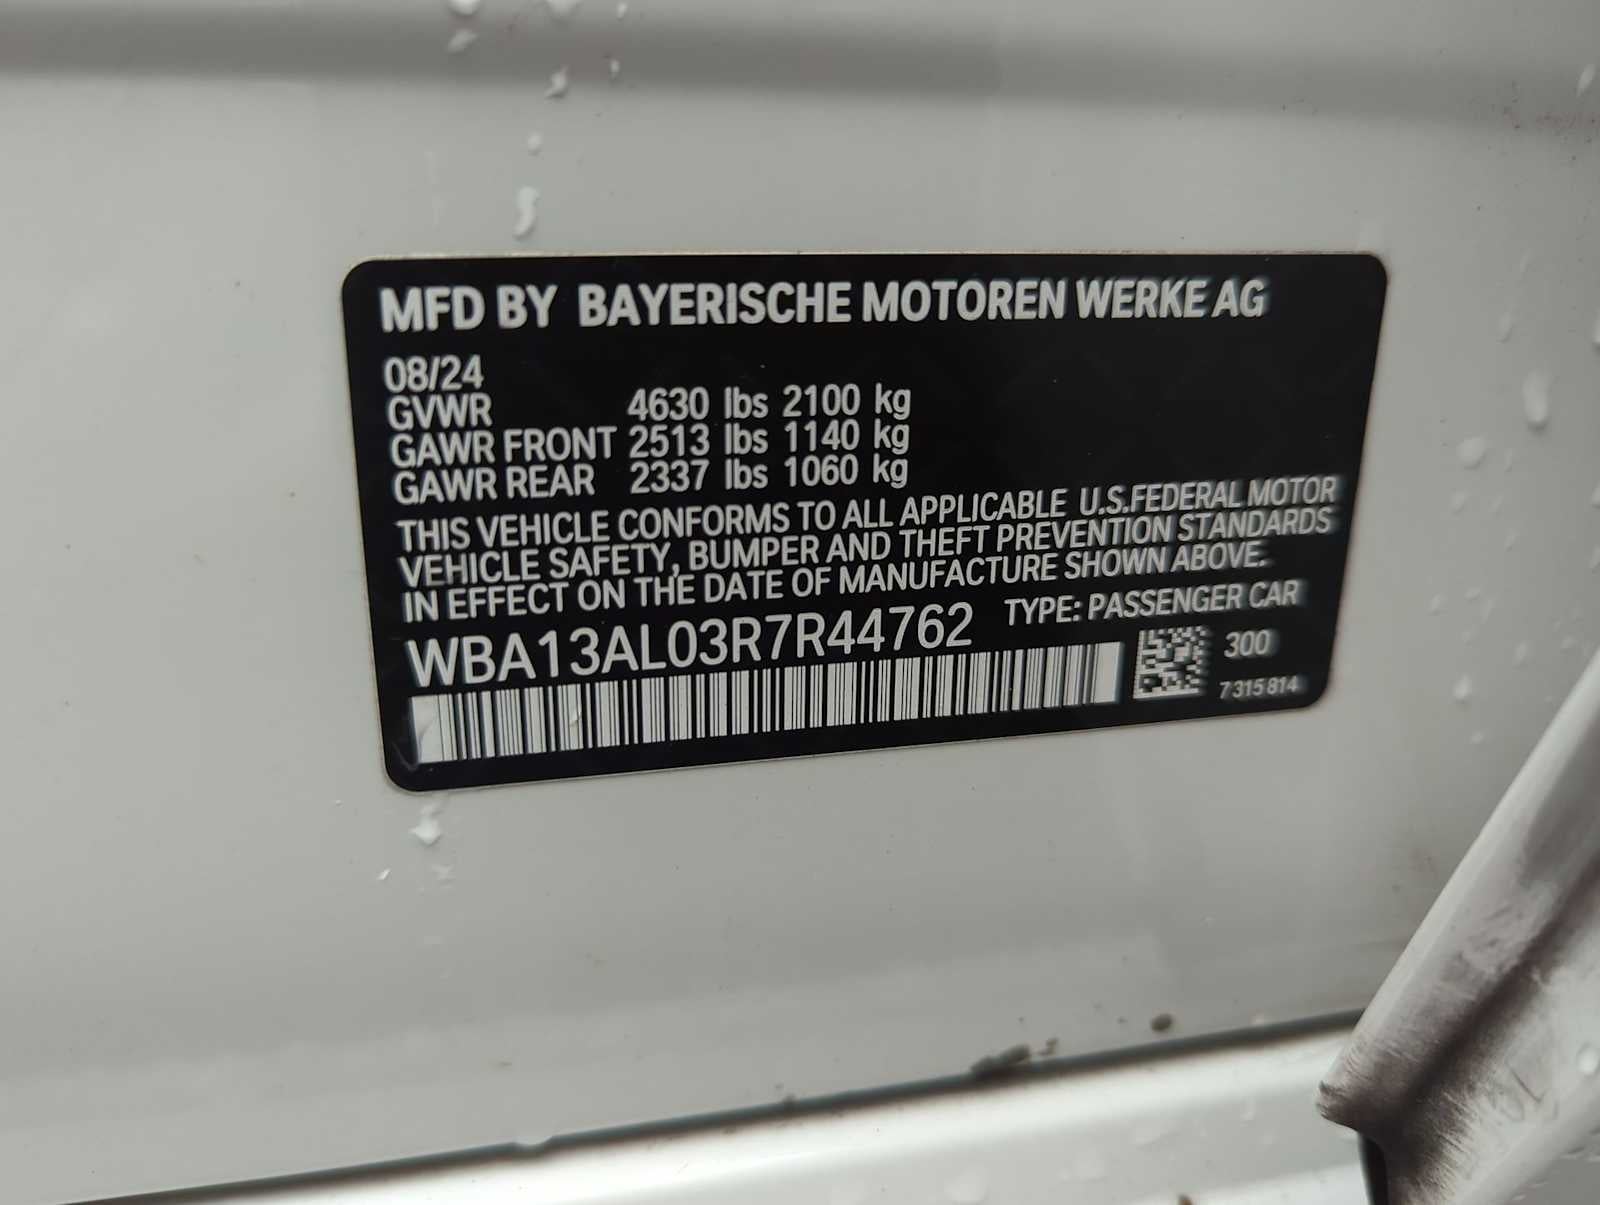 MFD BY BAYERISCHE MOTOREN WERKE AG
08/24
GVWR 4630 lbs 2100 kg
GAWR FRONT 2513 lbs 1140 kg
GAWR REAR 2337 lbs 1060 kg
THIS VEHICLE CONFORMS TO ALL APPLICABLE U.S.FEDERAL MOTOR
VEHICLE SAFETY, BUMPER AND THEFT PREVENTION STANDARDS
IN EFFECT ON THE DATE OF MANUFACTURE SHOWN ABOVE.
WBA13AL03R7R44762 TYPE: PASSENGER CAR
300
7 315 814